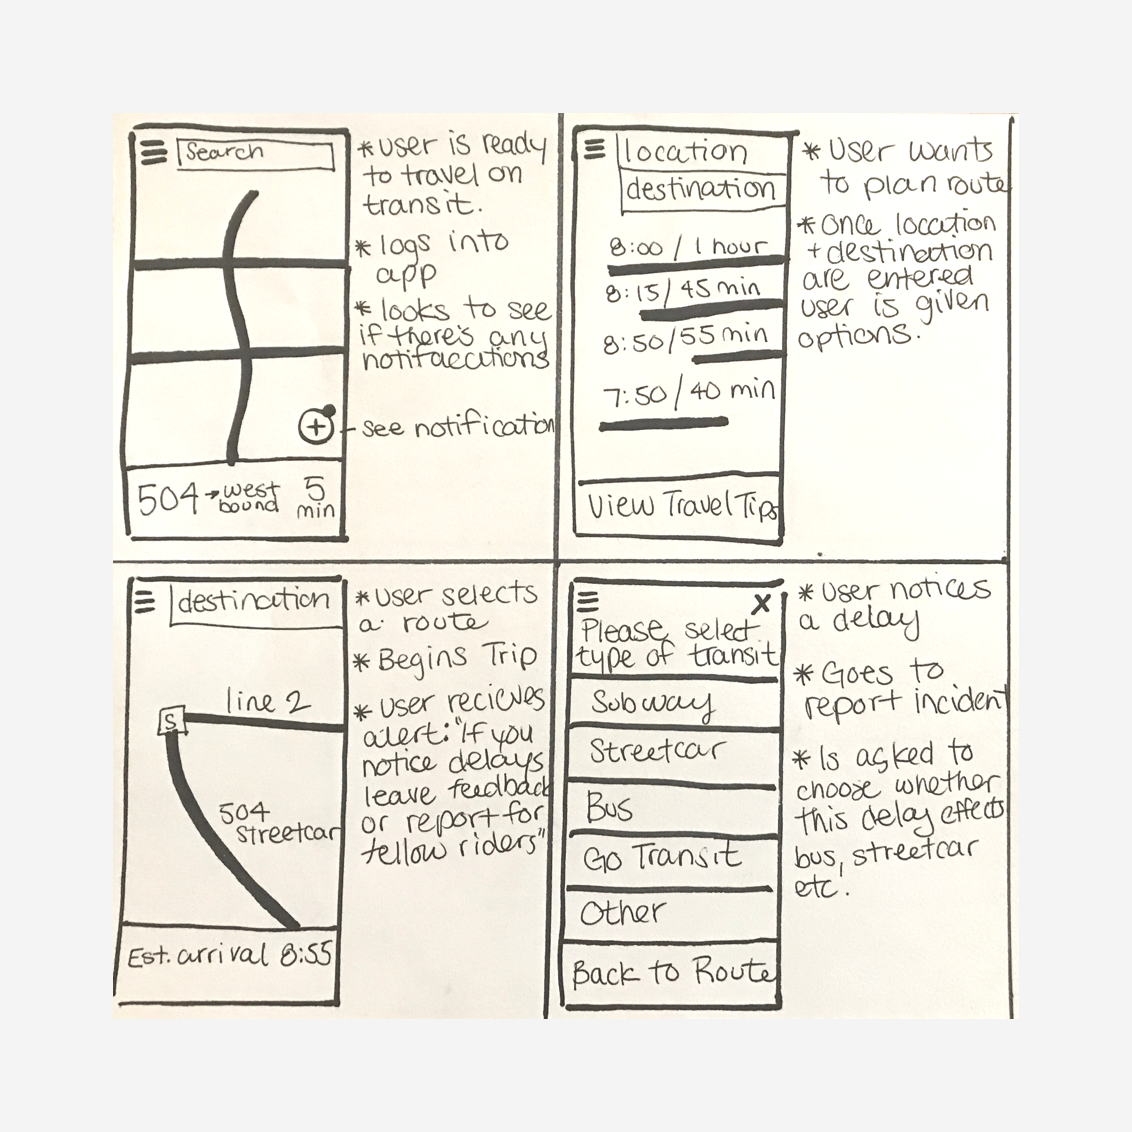 Search
504 → west bound 5 min
* User is ready
to travel on
transit.
* logs into
app
* looks to see
if there's any
notifaections
see notification
location
destination
8:00 / 1 hour
8:15 / 45 min
8:50 / 55 min
7:50 / 40 min
View Travel Tips
* User wants
to plan route
* Once location
+ destination
are entered
user is given
options.
destination
line 2
S
504
Streetcar
Est. arrival 8:55
* User selects
a route
* Begins Trip
* User recieves
alert: "If you
notice delays
leave feedback
or report for
fellow riders"
X
Please select
type of transit
Subway
Streetcar
Bus
Go Transit
Other
Back to Route
* User notices
a delay
* Goes to
report incident
* Is asked to
choose whether
this delay effects
bus, streetcar
etc.